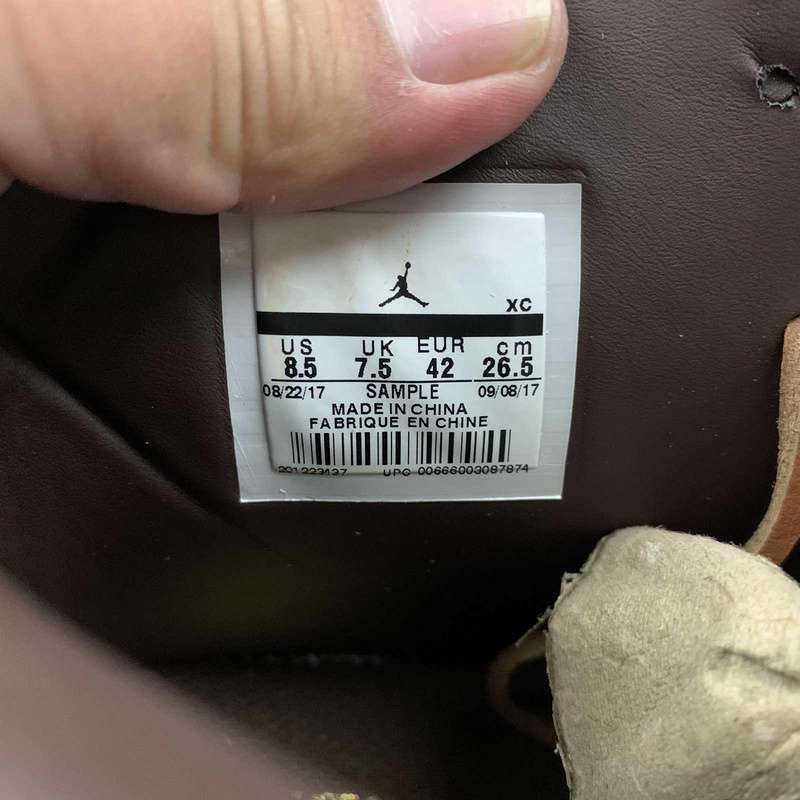 XC
US UK EUR cm
8.5 7.5 42 26.5
08/22/17 SAMPLE 09/08/17
MADE IN CHINA
FABRIQUE EN CHINE
UPC 00666003087874